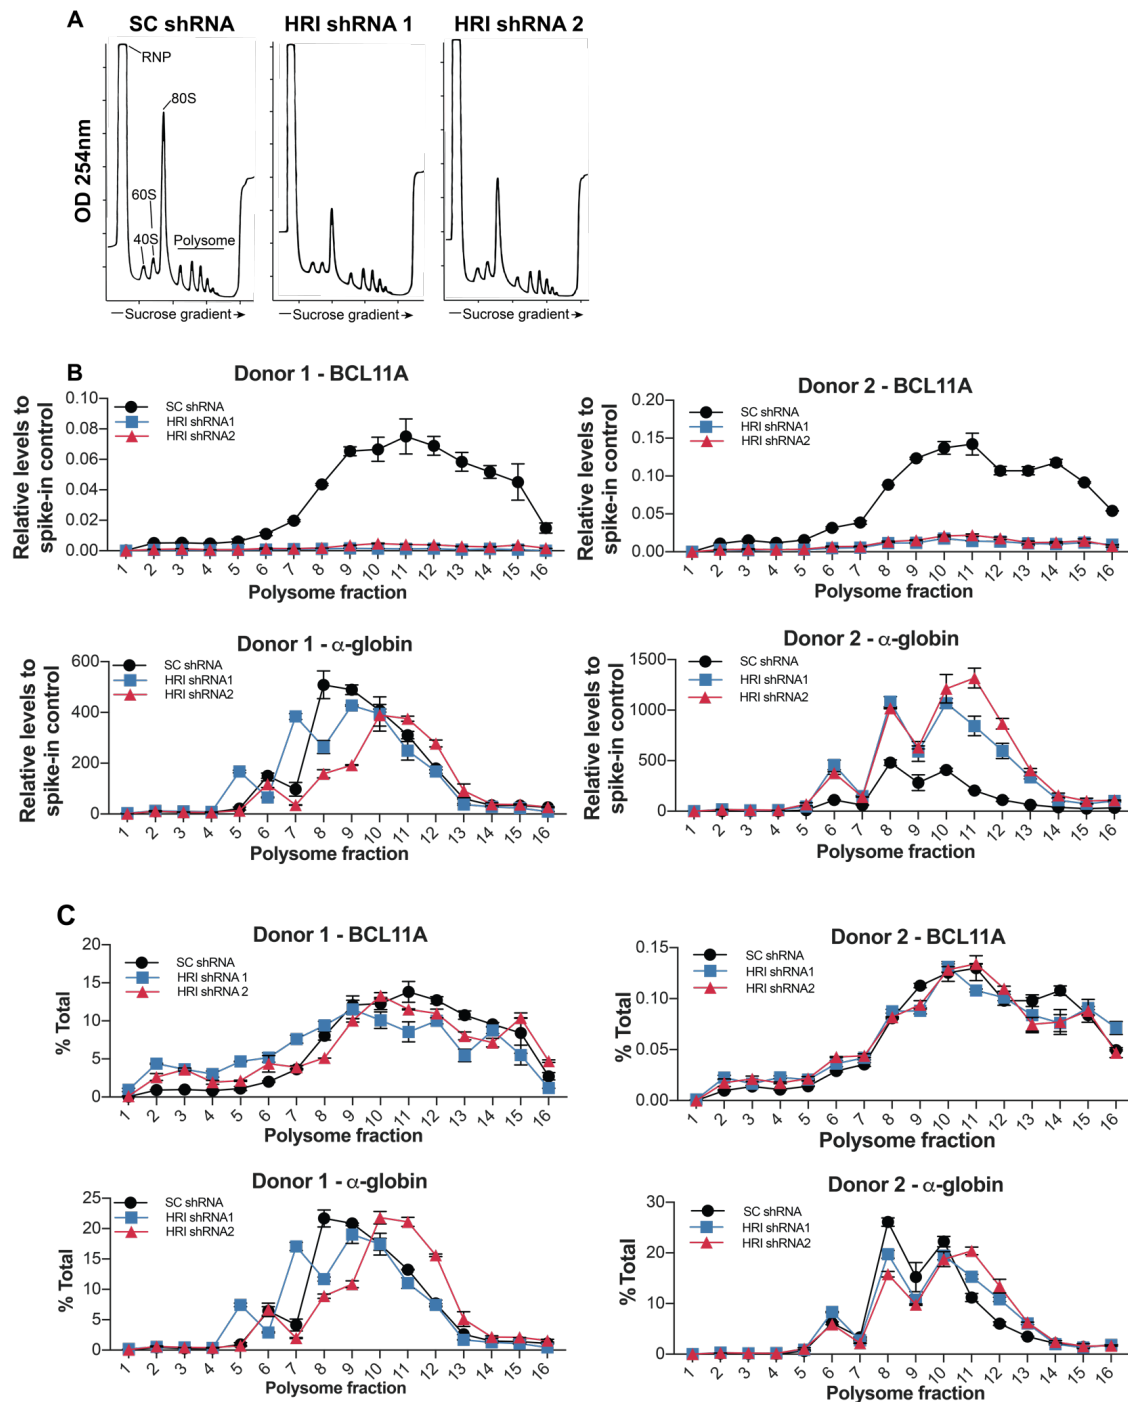 A
SC shRNA
HRI shRNA 1
HRI shRNA 2
RNP
80S
60S
40S
Polysome
OD 254nm
Sucrose gradient
Sucrose gradient
Sucrose gradient
B
Donor 1 - BCL11A
Relative levels to
spike-in control
0.10
0.08
0.06
0.04
0.02
0.00
SC shRNA
HRI shRNA1
HRI shRNA2
1 2 3 4 5 6 7 8 9 10 11 12 13 14 15 16
Polysome fraction
Donor 2 - BCL11A
Relative levels to
spike-in control
0.20
0.15
0.10
0.05
0.00
SC shRNA
HRI shRNA1
HRI shRNA2
1 2 3 4 5 6 7 8 9 10 11 12 13 14 15 16
Polysome fraction
Donor 1 - α-globin
Relative levels to
spike-in control
600
400
200
0
SC shRNA
HRI shRNA1
HRI shRNA2
1 2 3 4 5 6 7 8 9 10 11 12 13 14 15 16
Polysome fraction
Donor 2 - α-globin
Relative levels to
spike-in control
1500
1000
500
0
SC shRNA
HRI shRNA1
HRI shRNA2
1 2 3 4 5 6 7 8 9 10 11 12 13 14 15 16
Polysome fraction
C
Donor 1 - BCL11A
% Total
20
15
10
5
0
SC shRNA
HRI shRNA 1
HRI shRNA 2
1 2 3 4 5 6 7 8 9 10 11 12 13 14 15 16
Polysome fraction
Donor 2 - BCL11A
% Total
0.15
0.10
0.05
0.00
SC shRNA
HRI shRNA1
HRI shRNA2
1 2 3 4 5 6 7 8 9 10 11 12 13 14 15 16
Polysome fraction
Donor 1 - α-globin
% Total
25
20
15
10
5
0
SC shRNA
HRI shRNA1
HRI shRNA2
1 2 3 4 5 6 7 8 9 10 11 12 13 14 15 16
Polysome fraction
Donor 2 - α-globin
% Total
30
20
10
0
SC shRNA
HRI shRNA1
HRI shRNA2
1 2 3 4 5 6 7 8 9 10 11 12 13 14 15 16
Polysome fraction